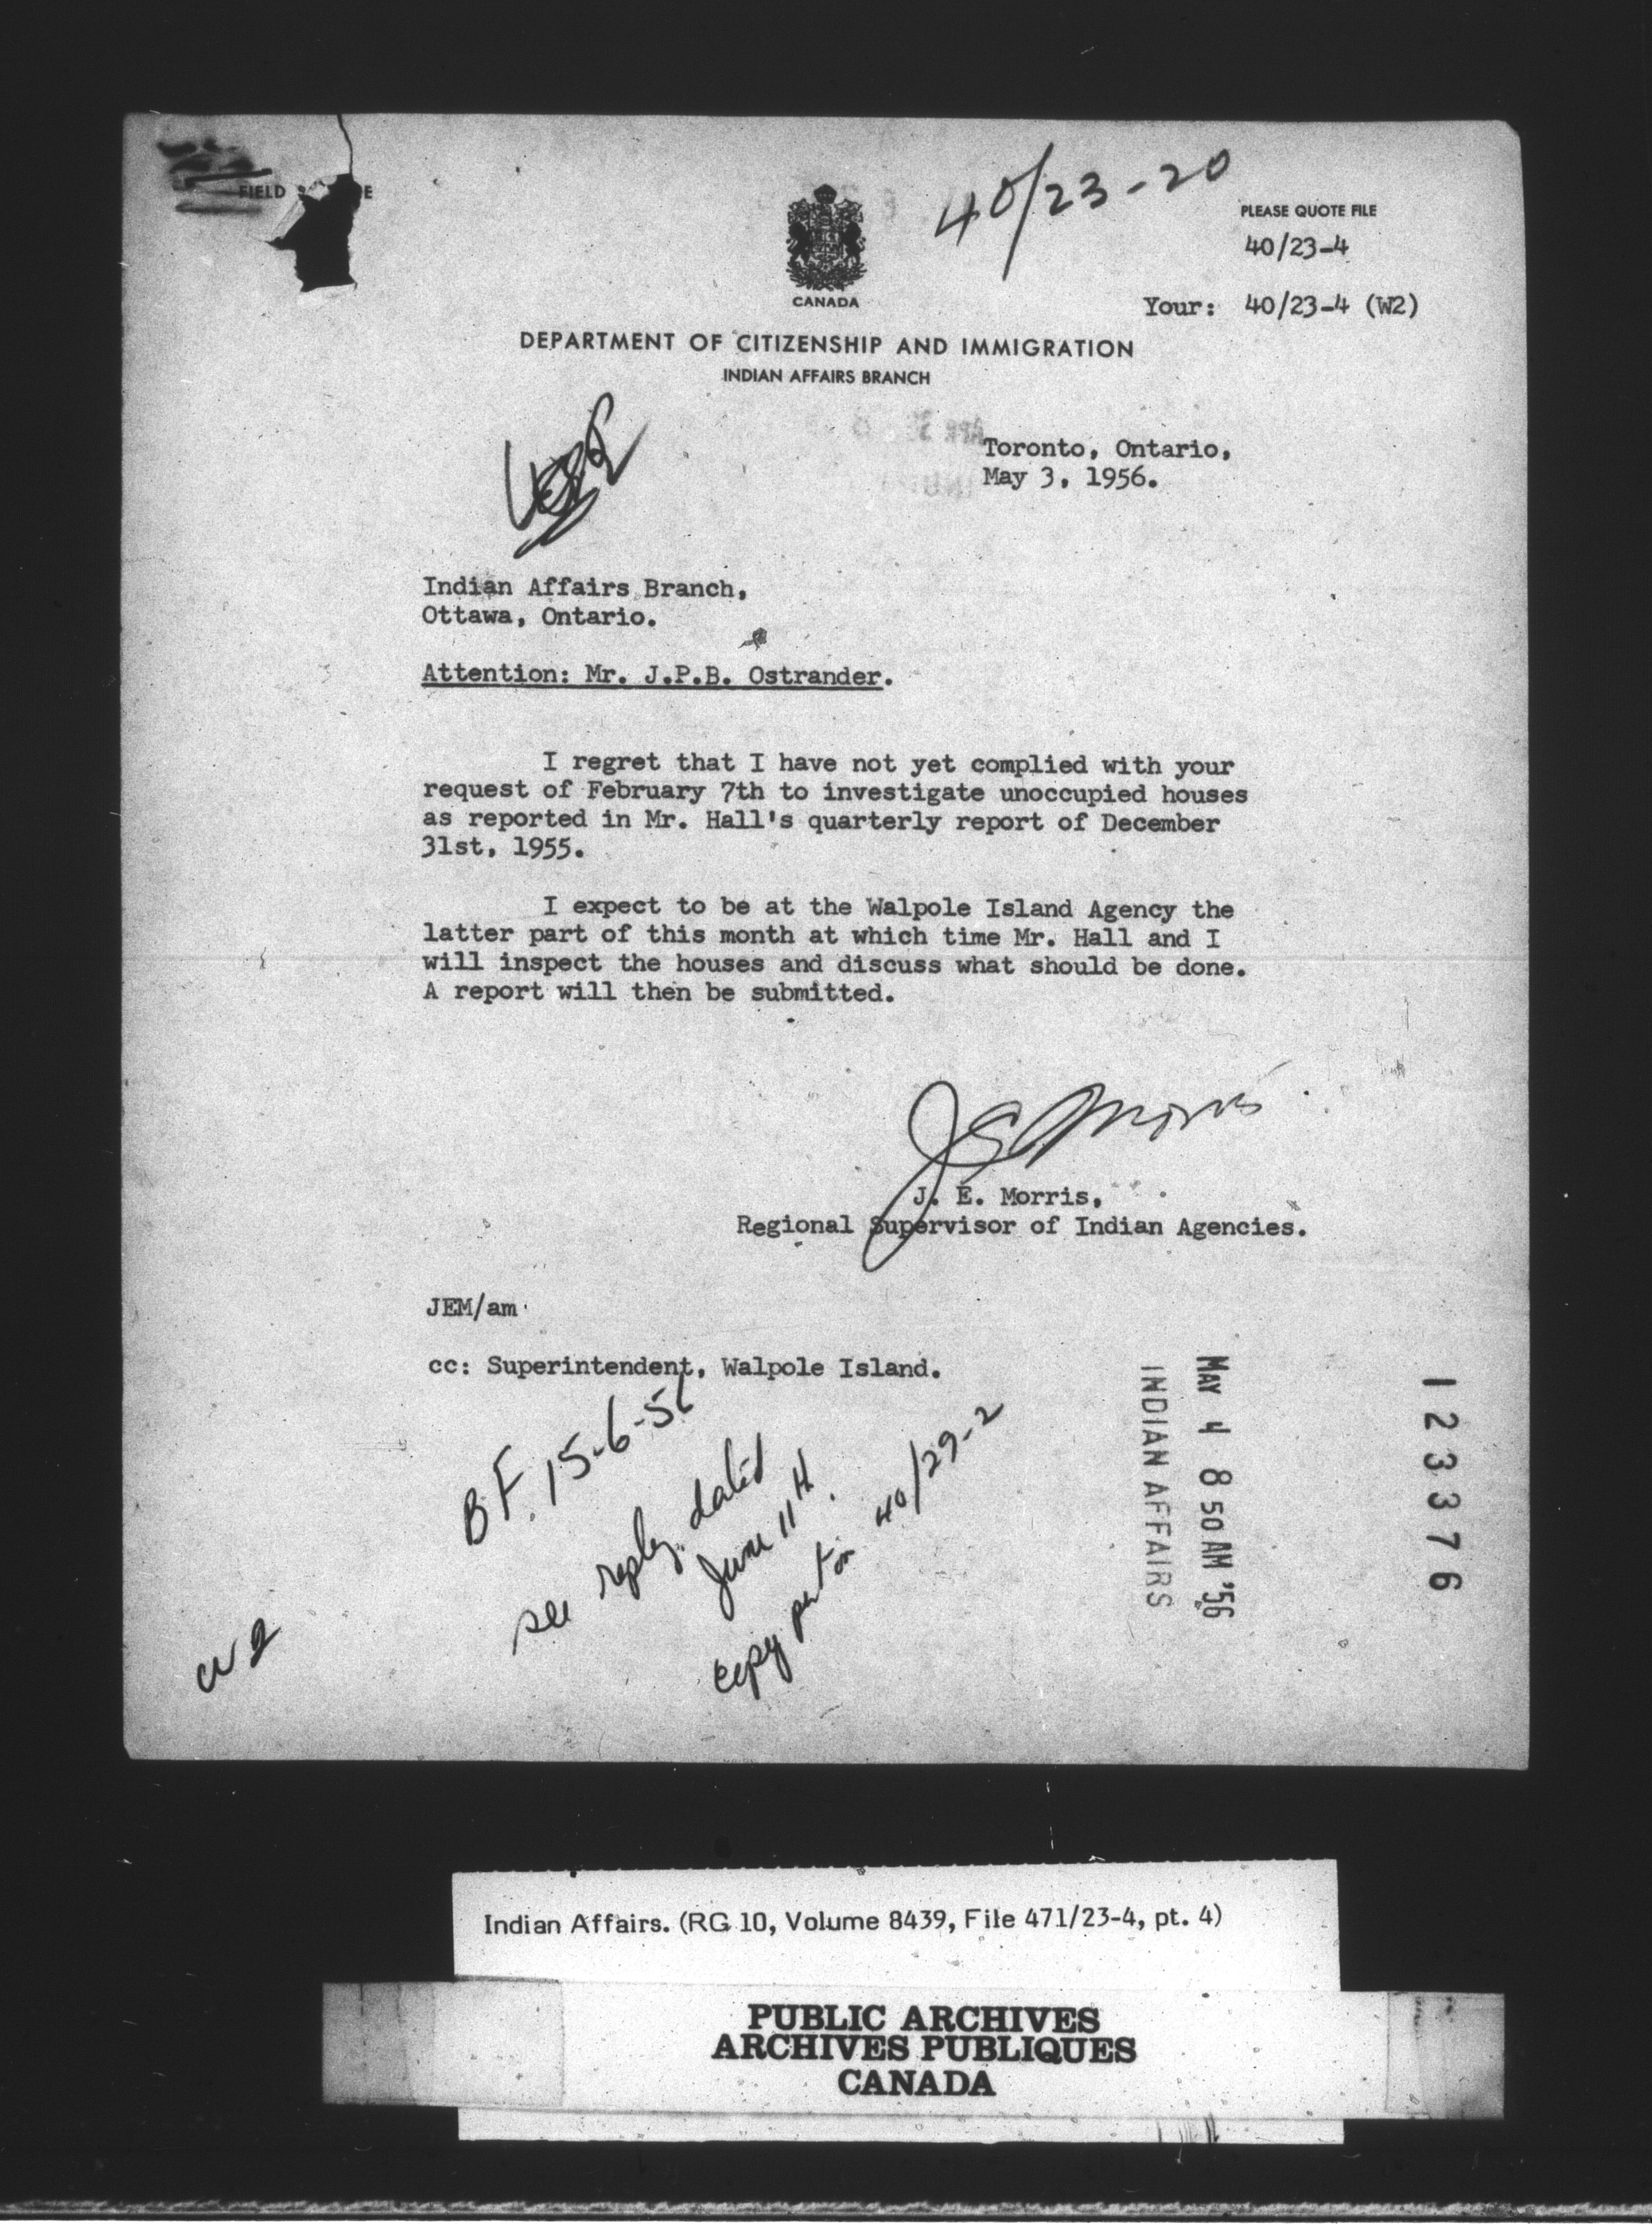 FIELD
40/23-20
PLEASE QUOTE FILE
40/23-4
CANADA
Your: 40/23-4 (W2)
DEPARTMENT OF CITIZENSHIP AND IMMIGRATION
INDIAN AFFAIRS BRANCH
Toronto, Ontario,
May 3, 1956.
Indian Affairs Branch,
Ottawa, Ontario.
Attention: Mr. J.P.B. Ostrander.
I regret that I have not yet complied with your
request of February 7th to investigate unoccupied houses
as reported in Mr. Hall's quarterly report of December
31st, 1955.
I expect to be at the Walpole Island Agency the
latter part of this month at which time Mr. Hall and I
will inspect the houses and discuss what should be done.
A report will then be submitted.
JEMorris
J. E. Morris,
Regional Supervisor of Indian Agencies.
JEM/am
cc: Superintendent, Walpole Island.
B.F. 15-6-56
see reply dated
June 11th.
copy put on 40/29-2
W2
MAY 4 8 50 AM '56
INDIAN AFFAIRS
123376
Indian Affairs. (RG 10, Volume 8439, File 471/23-4, pt. 4)
PUBLIC ARCHIVES
ARCHIVES PUBLIQUES
CANADA